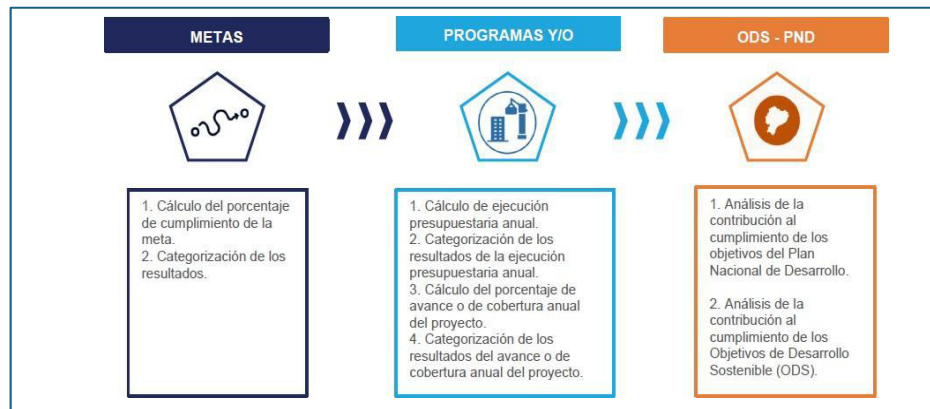 METAS
PROGRAMAS Y/O
ODS - PND
1. Cálculo del porcentaje
de cumplimiento de la
meta.
2. Categorización de los
resultados.
1. Cálculo de ejecución
presupuestaria anual.
2. Categorización de los
resultados de la ejecución
presupuestaria anual.
3. Cálculo del porcentaje de
avance o de cobertura anual
del proyecto.
4. Categorización de los
resultados del avance o de
cobertura anual del proyecto.
1. Análisis de la
contribución al
cumplimiento de los
objetivos del Plan
Nacional de Desarrollo.
2. Análisis de la
contribución al
cumplimiento de los
Objetivos de Desarrollo
Sostenible (ODS).